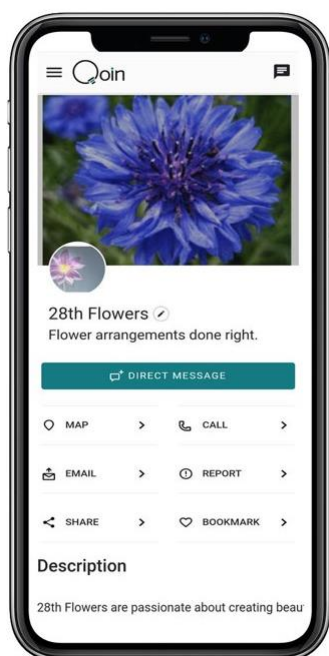 Qoin
28th Flowers
Flower arrangements done right.
DIRECT MESSAGE
MAP
CALL
EMAIL
REPORT
SHARE
BOOKMARK
Description
28th Flowers are passionate about creating beau